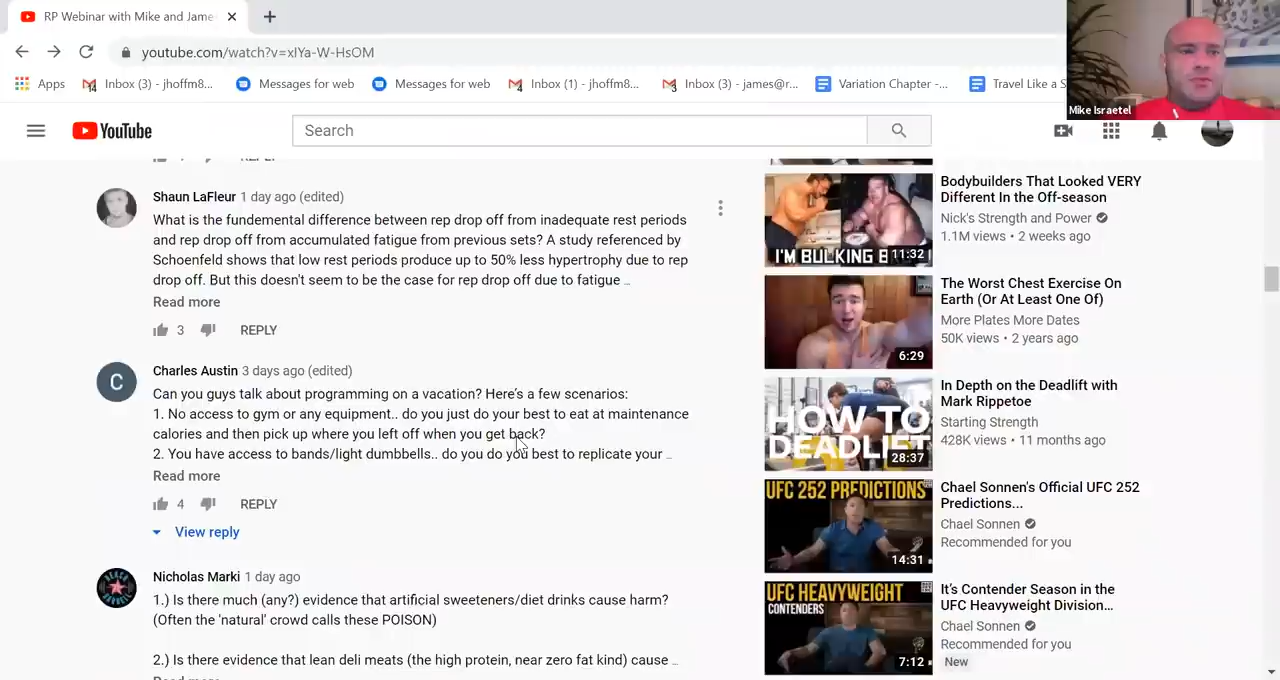 RP Webinar with Mike and Jame
youtube.com/watch?v=xIYa-W-HsOM
Apps
Inbox (3) - jhoffm8...
Messages for web
Messages for web
Inbox (1) - jhoffm8...
Inbox (3) - james@r...
Variation Chapter -...
Travel Like a S
Mike Israetel
YouTube
Search
REPLY
Shaun LaFleur 1 day ago (edited)
What is the fundemental difference between rep drop off from inadequate rest periods
and rep drop off from accumulated fatigue from previous sets? A study referenced by
Schoenfeld shows that low rest periods produce up to 50% less hypertrophy due to rep
drop off. But this doesn't seem to be the case for rep drop off due to fatigue ...
Read more
3 REPLY
Charles Austin 3 days ago (edited)
Can you guys talk about programming on a vacation? Here's a few scenarios:
1. No access to gym or any equipment.. do you just do your best to eat at maintenance
calories and then pick up where you left off when you get back?
2. You have access to bands/light dumbbells.. do you do you best to replicate your ...
Read more
4 REPLY
View reply
C
Nicholas Marki 1 day ago
1.) Is there much (any?) evidence that artificial sweeteners/diet drinks cause harm?
(Often the 'natural' crowd calls these POISON)
2.) Is there evidence that lean deli meats (the high protein, near zero fat kind) cause ...
Read more
I'M BULKING B
11:32
Bodybuilders That Looked VERY
Different In the Off-season
Nick's Strength and Power
1.1M views • 2 weeks ago
6:29
The Worst Chest Exercise On
Earth (Or At Least One Of)
More Plates More Dates
50K views • 2 years ago
HOW TO
DEADLIFT
28:37
In Depth on the Deadlift with
Mark Rippetoe
Starting Strength
428K views • 11 months ago
UFC 252 PREDICTIONS
14:31
Chael Sonnen's Official UFC 252
Predictions...
Chael Sonnen
Recommended for you
UFC HEAVYWEIGHT
CONTENDERS
7:12
It's Contender Season in the
UFC Heavyweight Division...
Chael Sonnen
Recommended for you
New